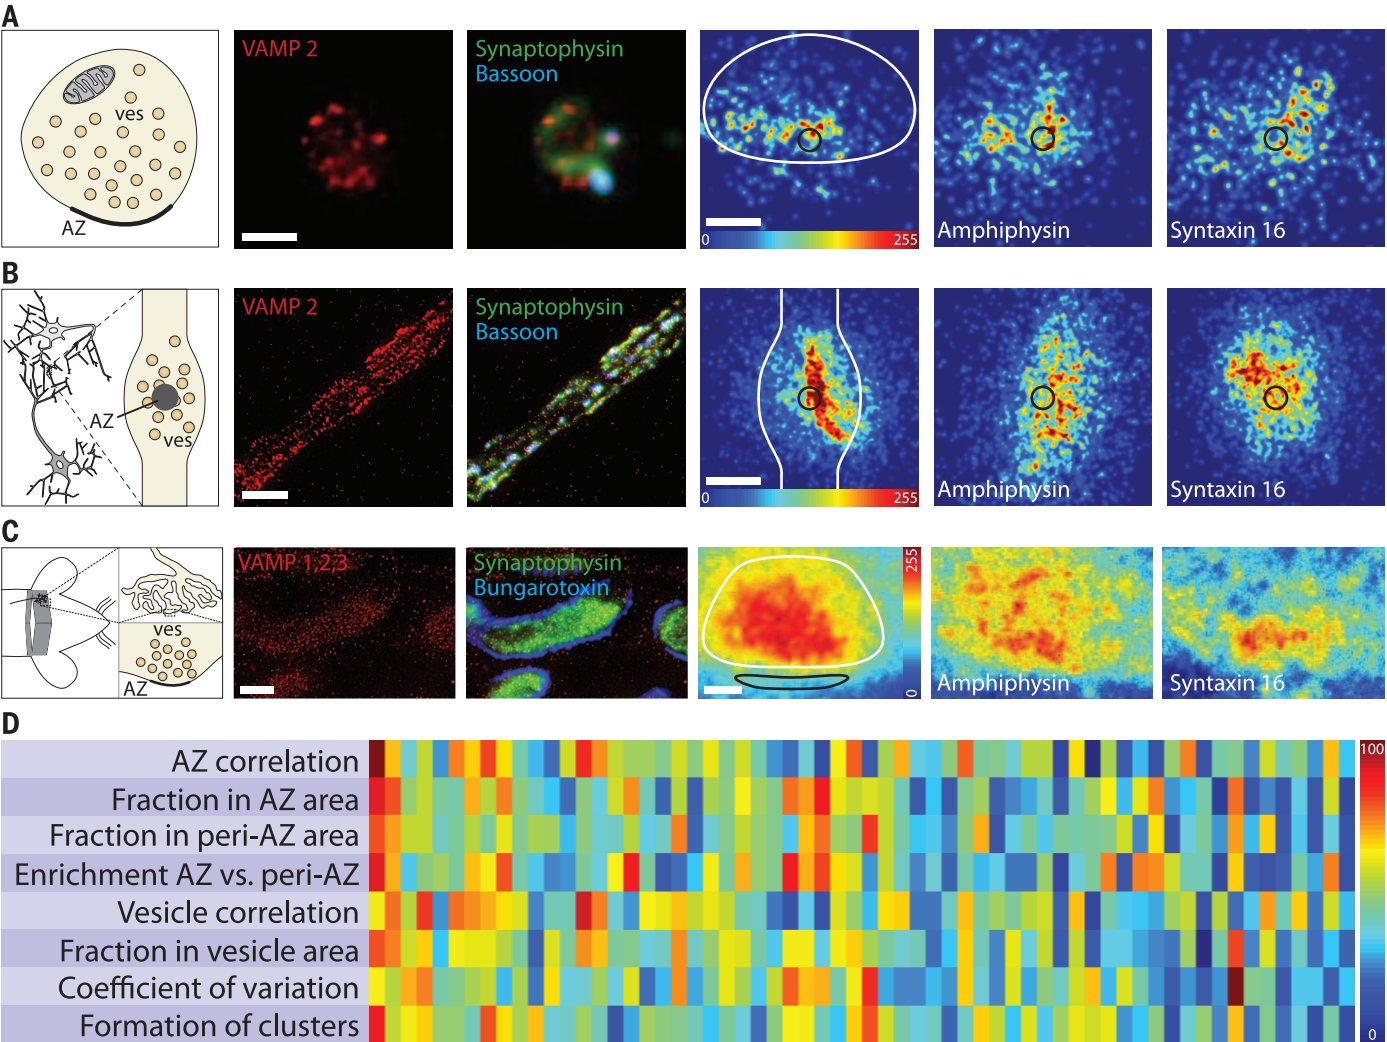 A
ves
AZ
VAMP 2
Synaptophysin
Bassoon
0
255
Amphiphysin
Syntaxin 16
B
AZ
ves
VAMP 2
Synaptophysin
Bassoon
0
255
Amphiphysin
Syntaxin 16
C
ves
AZ
VAMP 1,2,3
Synaptophysin
Bungarotoxin
255
0
Amphiphysin
Syntaxin 16
D
AZ correlation
Fraction in AZ area
Fraction in peri-AZ area
Enrichment AZ vs. peri-AZ
Vesicle correlation
Fraction in vesicle area
Coefficient of variation
Formation of clusters
100
0